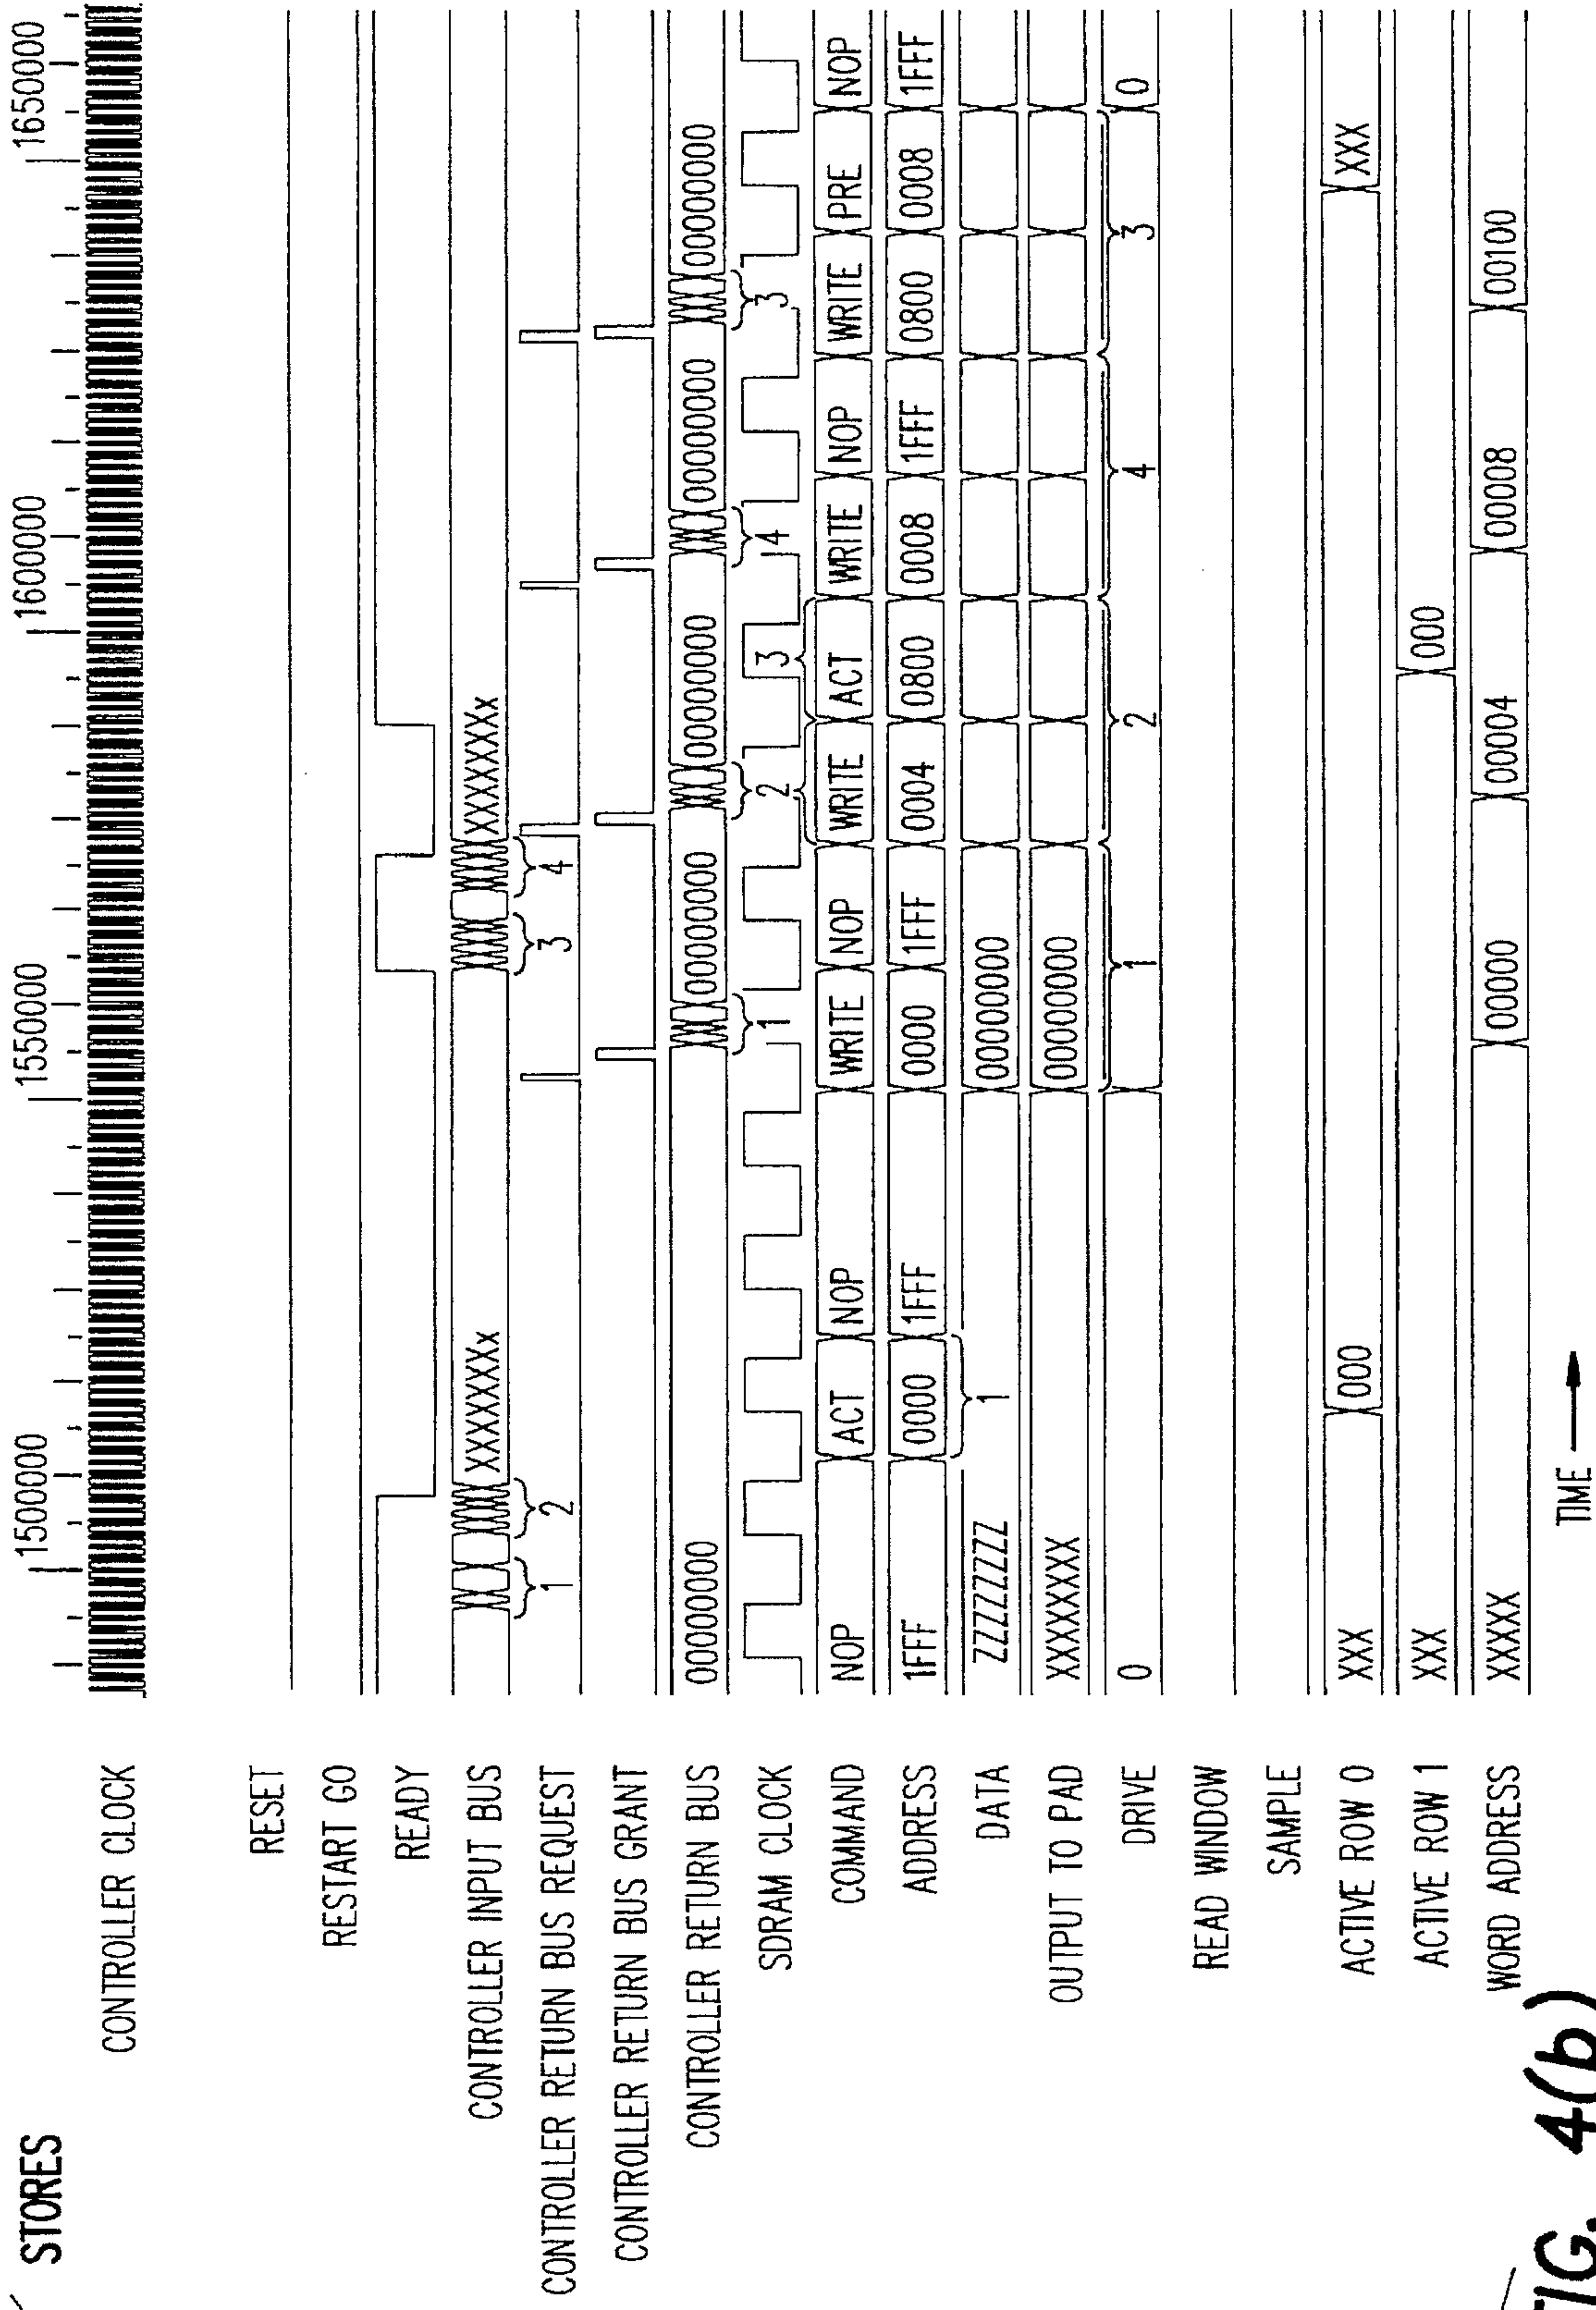 STORES
1500000 1550000 1600000 1650000
CONTROLLER CLOCK
RESET
RESTART GO
READY
CONTROLLER INPUT BUS XXXXXXXx XXXXXXXx
1 2 3 4
CONTROLLER RETURN BUS REQUEST
CONTROLLER RETURN BUS GRANT
CONTROLLER RETURN BUS 00000000 00000000 00000000 00000000 00000000
1 2 4 3
SDRAM CLOCK
3
COMMAND NOP ACT NOP WRITE NOP WRITE ACT WRITE NOP WRITE PRE NOP
ADDRESS 1FFF 0000 1FFF 0000 1FFF 0004 0800 0008 1FFF 0800 0008 1FFF
1
DATA ZZZZZZZZ 00000000
OUTPUT TO PAD XXXXXXXX 00000000
DRIVE 0 1 2 4 3 0
READ WINDOW
SAMPLE
ACTIVE ROW 0 XXX 000 XXX
ACTIVE ROW 1 XXX 000
WORD ADDRESS XXXXX 00000 00004 00008 00100
TIME
FIG. 4(b)